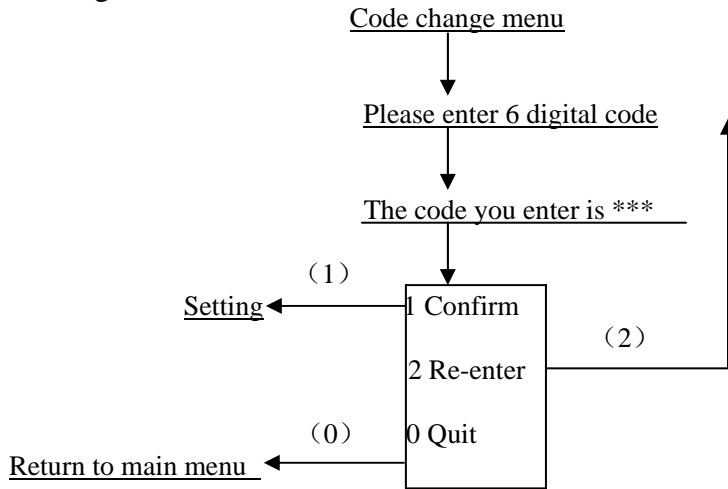 Code change menu
Please enter 6 digital code
The code you enter is ***
（1）
Setting
1 Confirm
（2）
2 Re-enter
（0）
0 Quit
Return to main menu